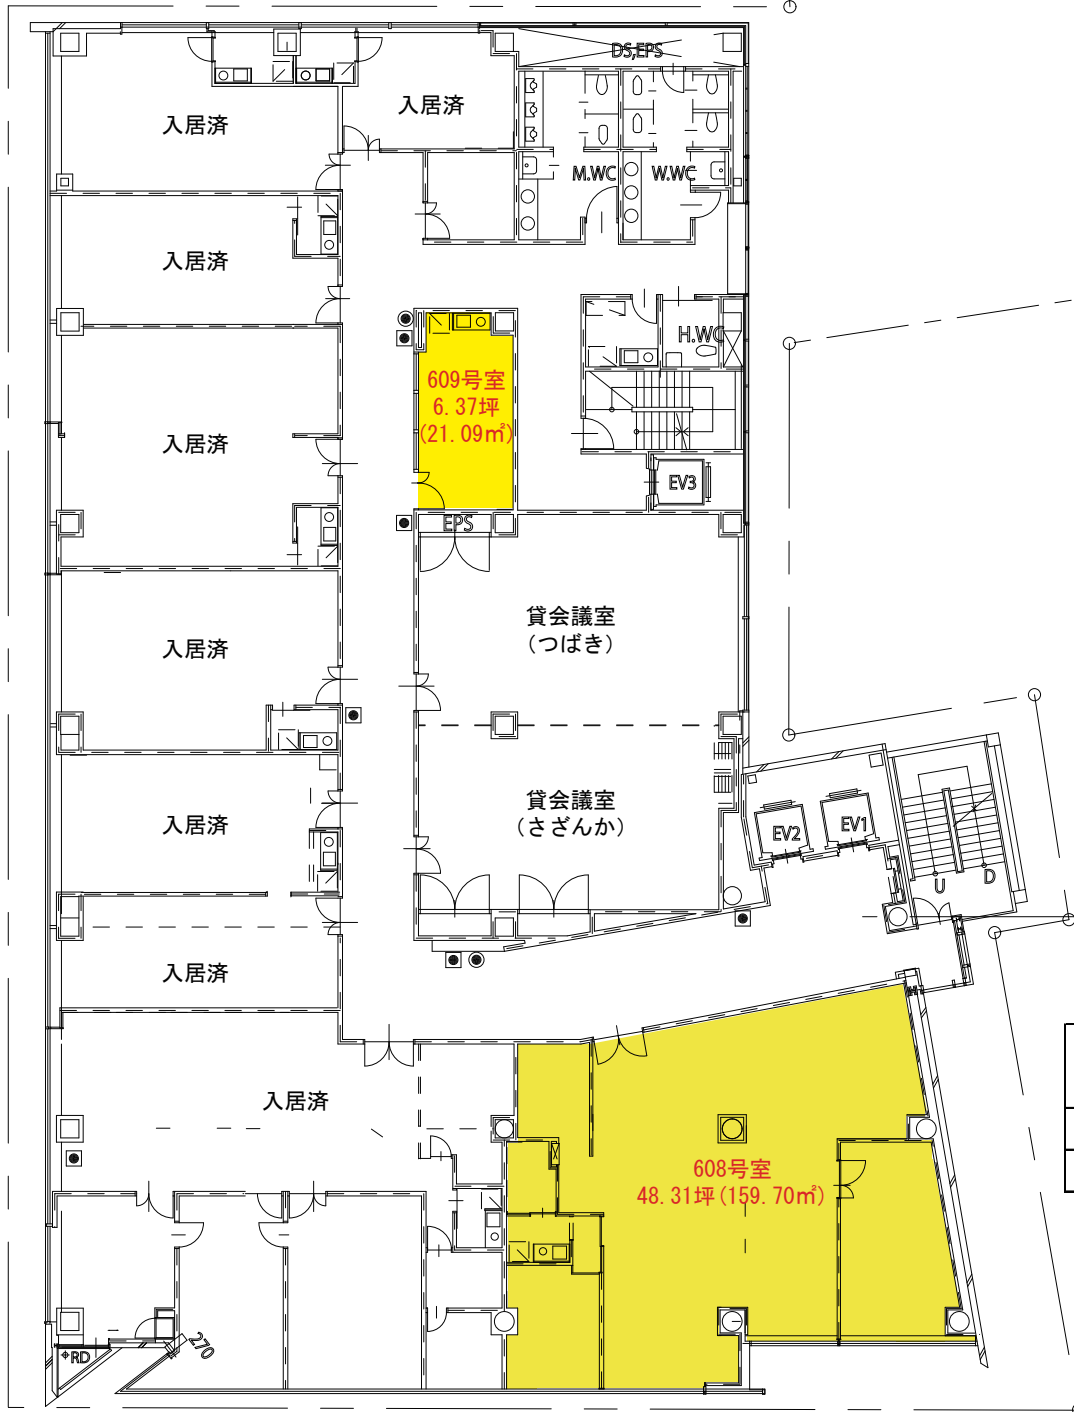 DS,EPS
入居済
入居済
M.WC
W.WC
入居済
H.WC
609号室
6.37坪
(21.09㎡)
入居済
EV3
EPS
貸会議室
(つばき)
入居済
貸会議室
(さざんか)
入居済
EV2
EV1
U
D
入居済
入居済
608号室
48.31坪(159.70㎡)
270
RD